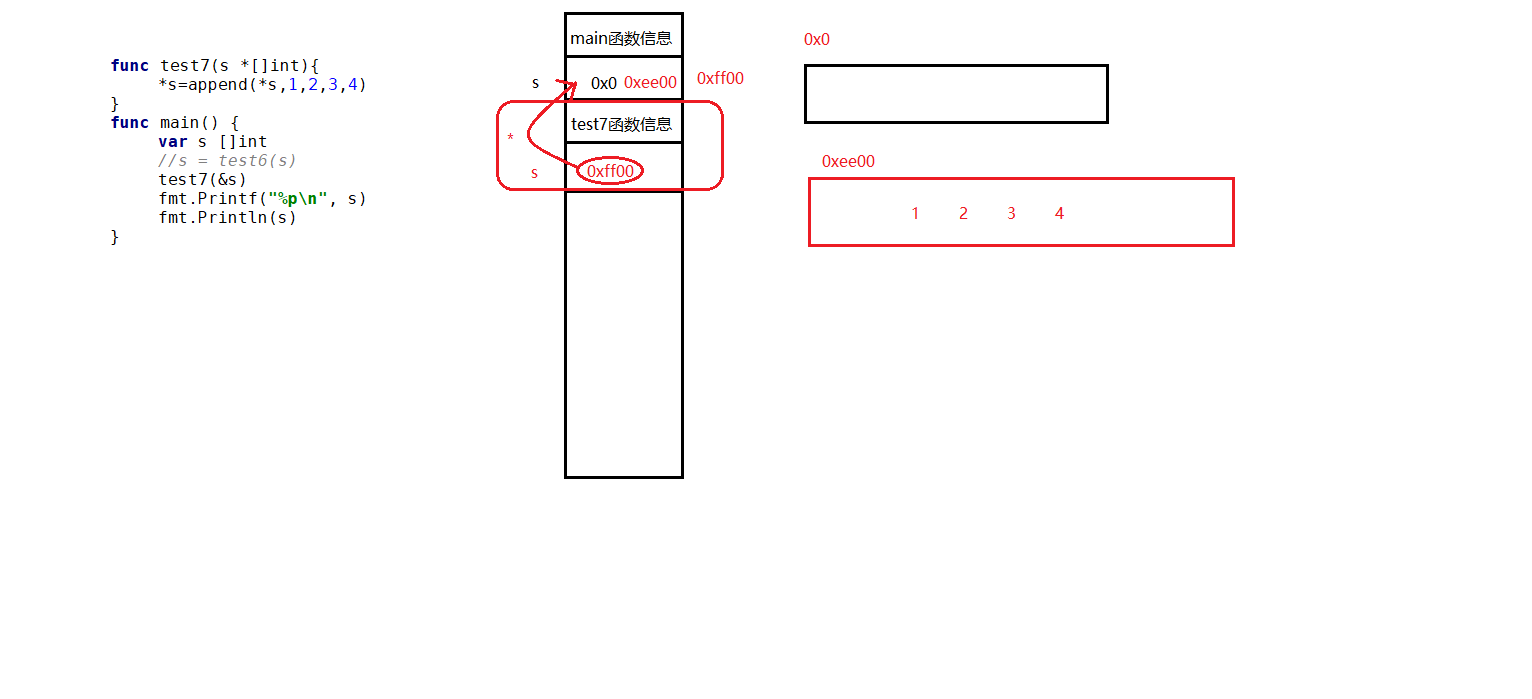 func test7(s *[]int){
*s=append(*s,1,2,3,4)
}
func main() {
var s []int
//s = test6(s)
test7(&s)
fmt.Printf("%p\n", s)
fmt.Println(s)
}
main函数信息
s 0x0 0xee00 0xff00
test7函数信息
*
s 0xff00
0x0
0xee00
1 2 3 4